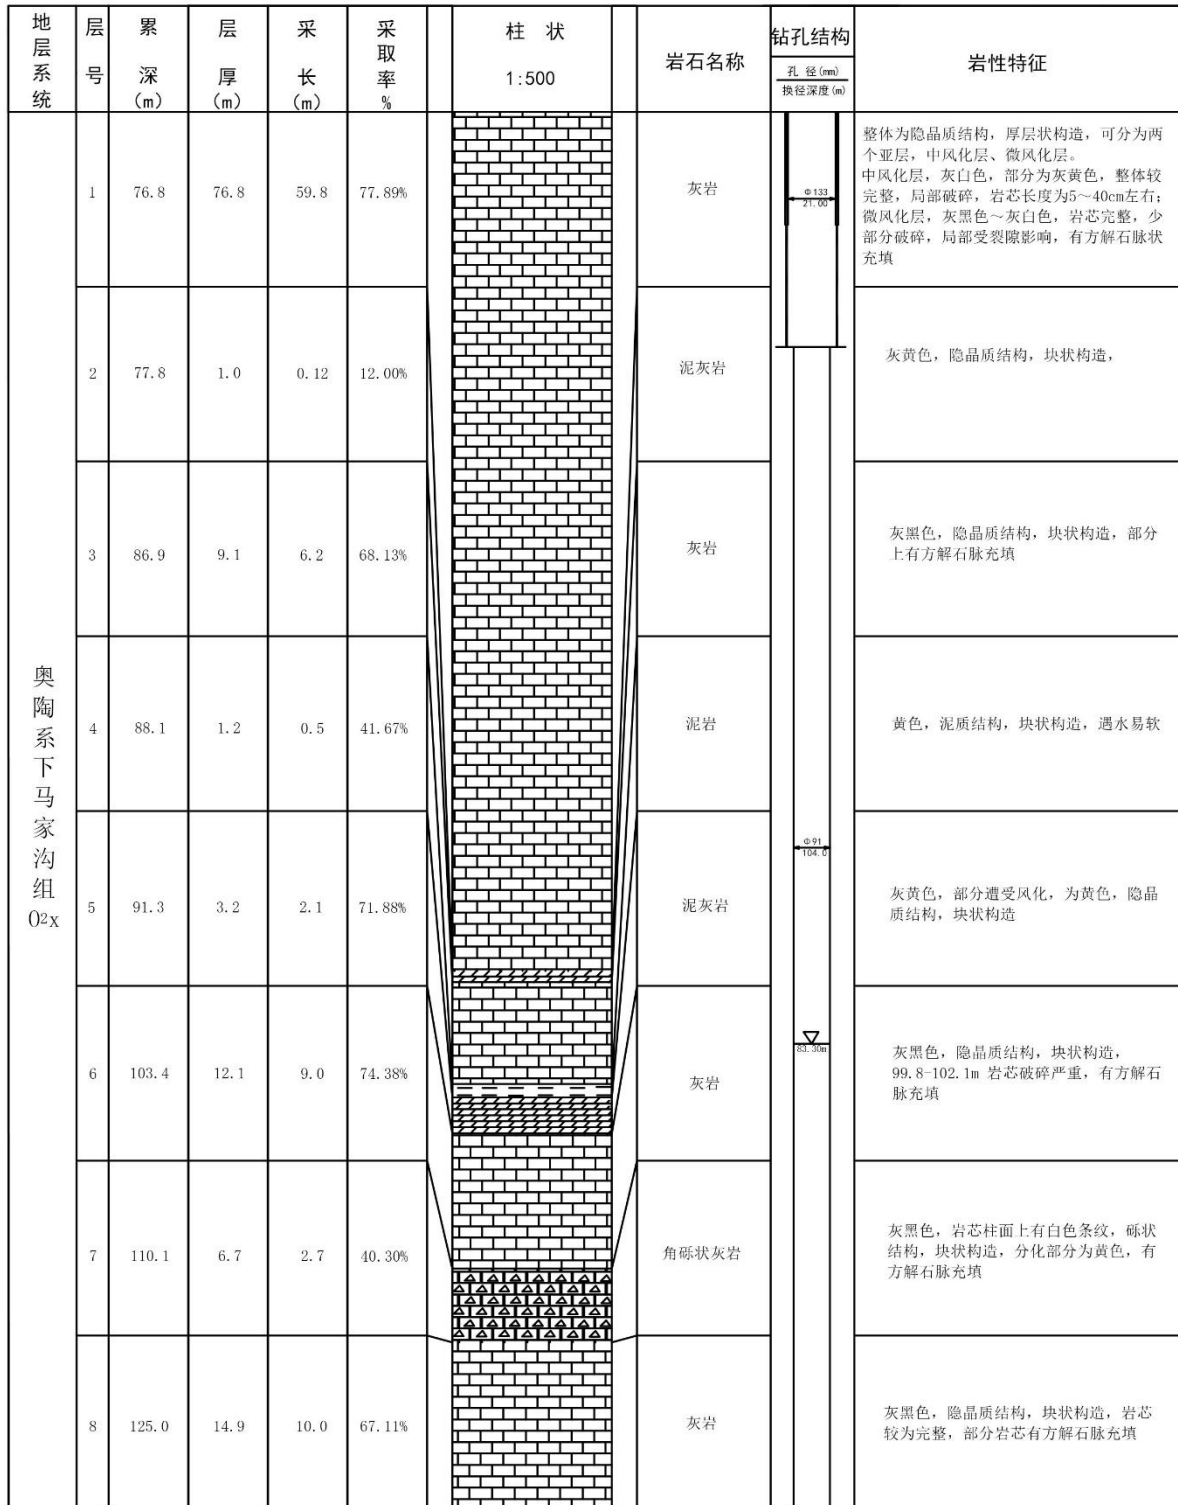 地层系统
层号
累深(m)
层厚(m)
采长(m)
采取率%
柱 状
1:500
岩石名称
钻孔结构
孔 径(mm)
换径深度(m)
岩性特征
奥陶系下马家沟组
O2x
1
76.8
76.8
59.8
77.89%
灰岩
Φ133
21.00
整体为隐晶质结构，厚层状构造，可分为两
个亚层，中风化层、微风化层。
中风化层，灰白色，部分为灰黄色，整体较
完整，局部破碎，岩芯长度为5～40cm左右；
微风化层，灰黑色～灰白色，岩芯完整，少
部分破碎，局部受裂隙影响，有方解石脉状
充填
2
77.8
1.0
0.12
12.00%
泥灰岩
灰黄色，隐晶质结构，块状构造，
3
86.9
9.1
6.2
68.13%
灰岩
灰黑色，隐晶质结构，块状构造，部分
上有方解石脉充填
4
88.1
1.2
0.5
41.67%
泥岩
黄色，泥质结构，块状构造，遇水易软
5
91.3
3.2
2.1
71.88%
泥灰岩
Φ91
104.0
灰黄色，部分遭受风化，为黄色，隐晶
质结构，块状构造
6
103.4
12.1
9.0
74.38%
灰岩
83.30m
灰黑色，隐晶质结构，块状构造，
99.8-102.1m 岩芯破碎严重，有方解石
脉充填
7
110.1
6.7
2.7
40.30%
角砾状灰岩
灰黑色，岩芯柱面上有白色条纹，砾状
结构，块状构造，分化部分为黄色，有
方解石脉充填
8
125.0
14.9
10.0
67.11%
灰岩
灰黑色，隐晶质结构，块状构造，岩芯
较为完整，部分岩芯有方解石脉充填